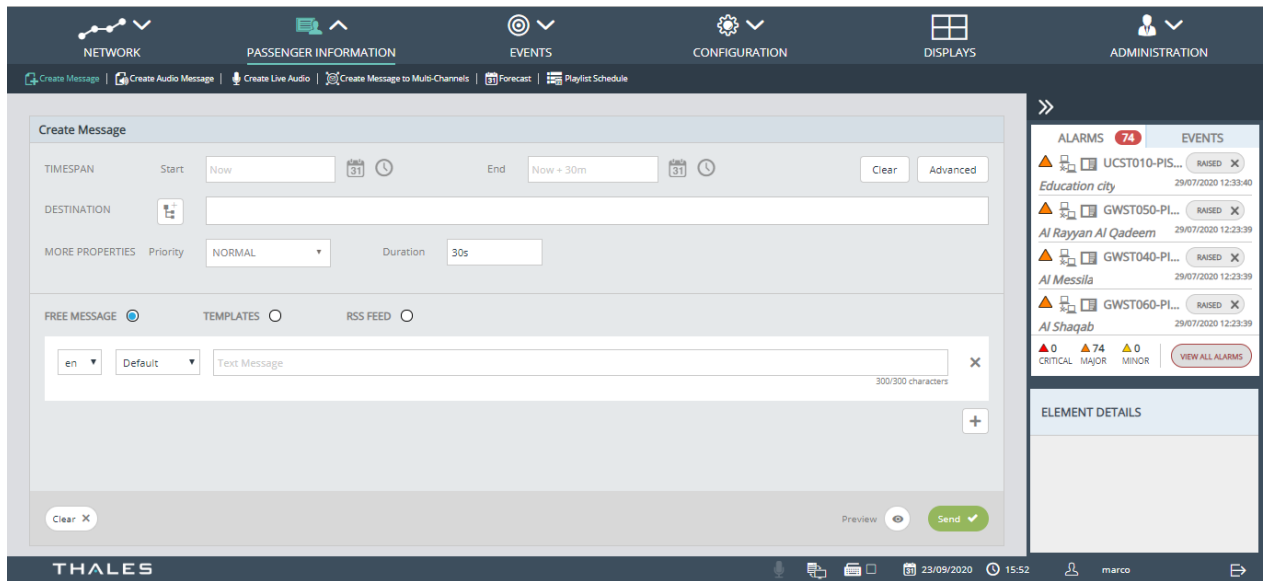 NETWORK PASSENGER INFORMATION EVENTS CONFIGURATION DISPLAYS ADMINISTRATION
Create Message | Create Audio Message | Create Live Audio | Create Message to Multi-Channels | 31 Forecast | Playlist Schedule
Create Message
TIMESPAN Start Now 31 End Now + 30m 31 Clear Advanced
DESTINATION
MORE PROPERTIES Priority NORMAL Duration 30s
FREE MESSAGE TEMPLATES RSS FEED
en Default Text Message
300/300 characters
Clear Preview Send
ALARMS 74 EVENTS
UCST010-PIS... RAISED
Education city 29/07/2020 12:33:40
GWST050-PI... RAISED
Al Rayyan Al Qadeem 29/07/2020 12:23:39
GWST040-PI... RAISED
Al Messila 29/07/2020 12:23:39
GWST060-PI... RAISED
Al Shaqab 29/07/2020 12:23:39
0 74 0
CRITICAL MAJOR MINOR VIEW ALL ALARMS
ELEMENT DETAILS
THALES 31 23/09/2020 15:52 marco